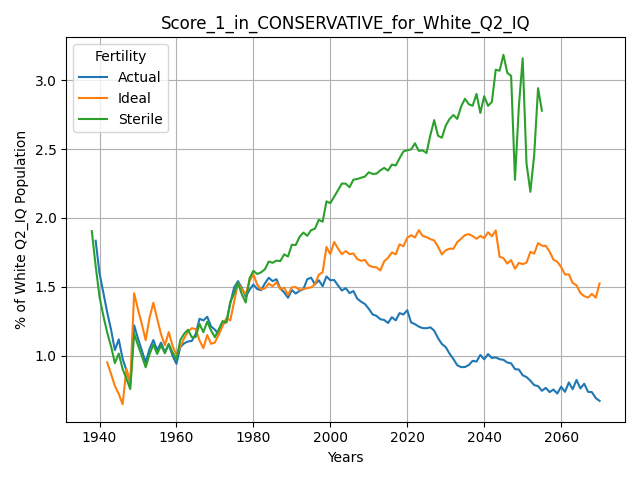 Score_1_in_CONSERVATIVE_for_White_Q2_IQ
Fertility
Actual
Ideal
Sterile
% of White Q2_IQ Population
3.0
2.5
2.0
1.5
1.0
1940
1960
1980
2000
2020
2040
2060
Years